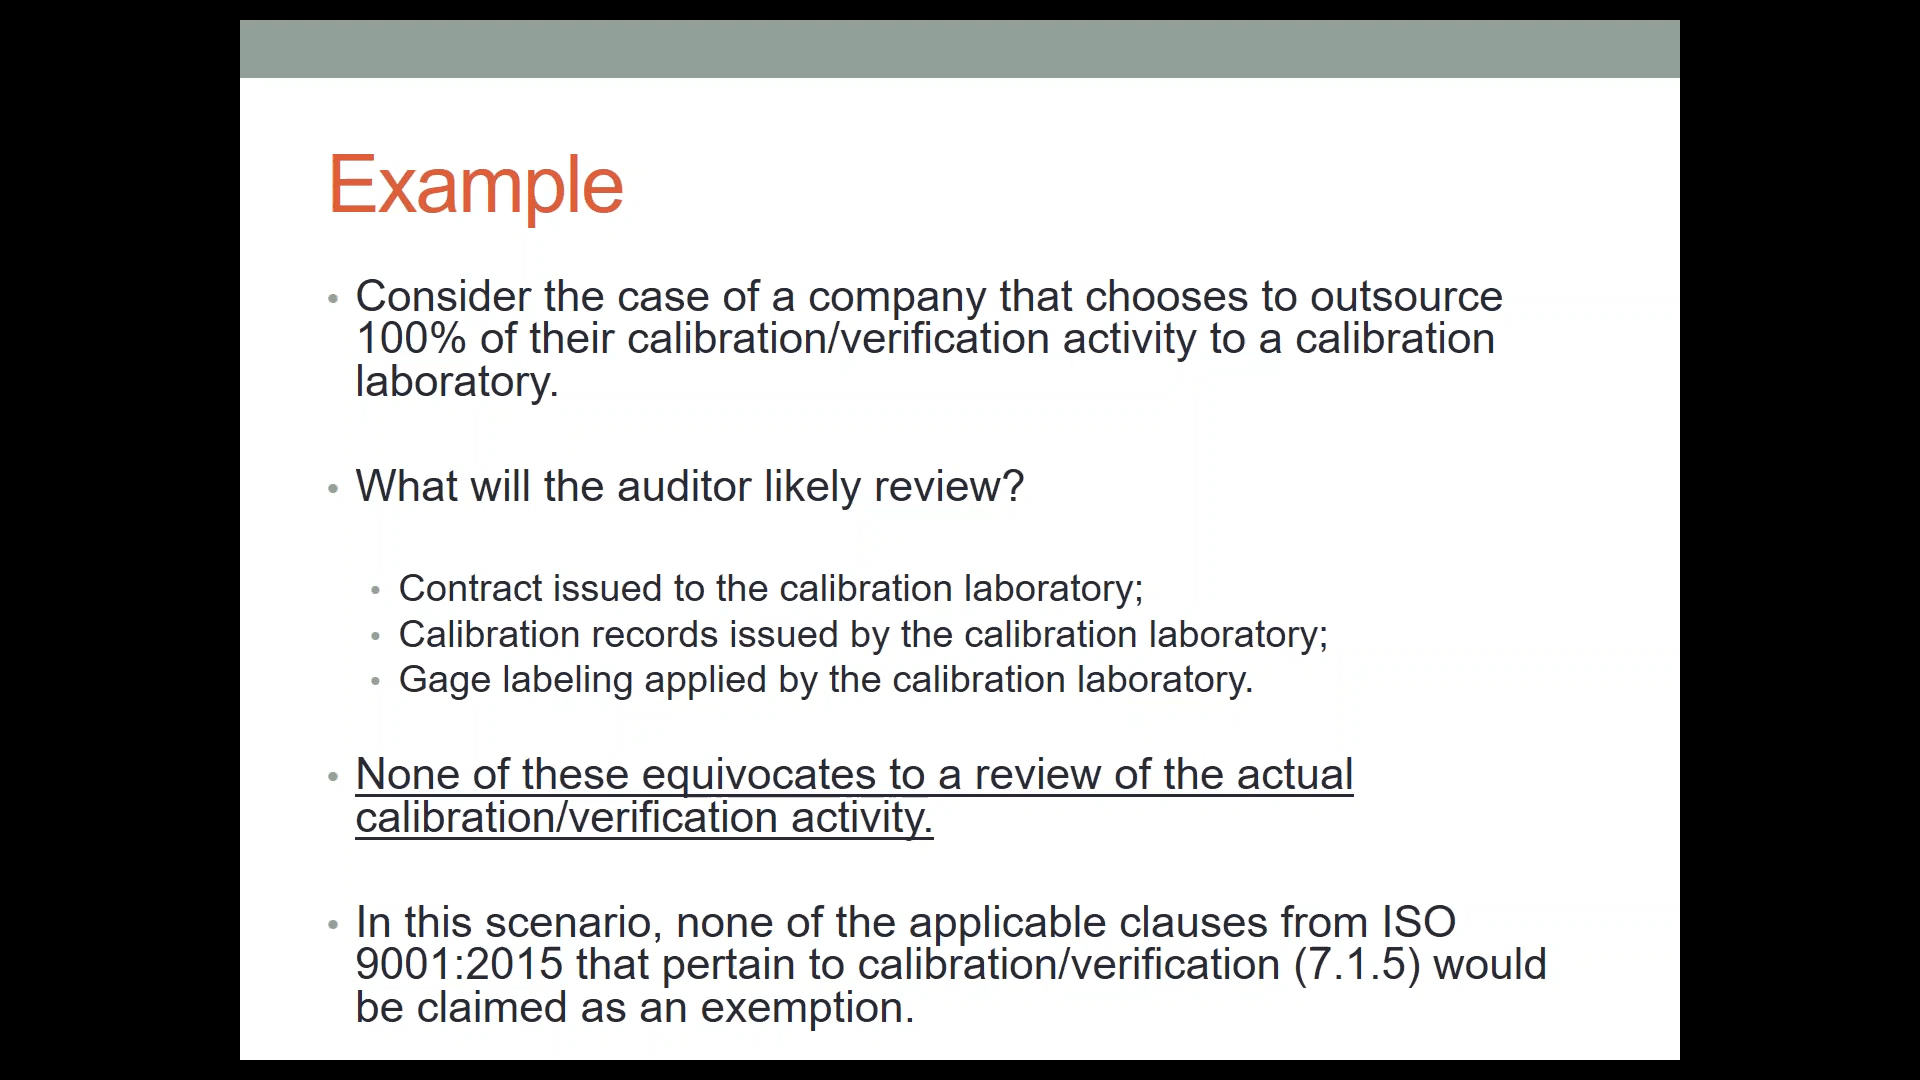 Example
• Consider the case of a company that chooses to outsource
100% of their calibration/verification activity to a calibration
laboratory.
• What will the auditor likely review?
• Contract issued to the calibration laboratory;
• Calibration records issued by the calibration laboratory;
• Gage labeling applied by the calibration laboratory.
• None of these equivocates to a review of the actual
calibration/verification activity.
• In this scenario, none of the applicable clauses from ISO
9001:2015 that pertain to calibration/verification (7.1.5) would
be claimed as an exemption.